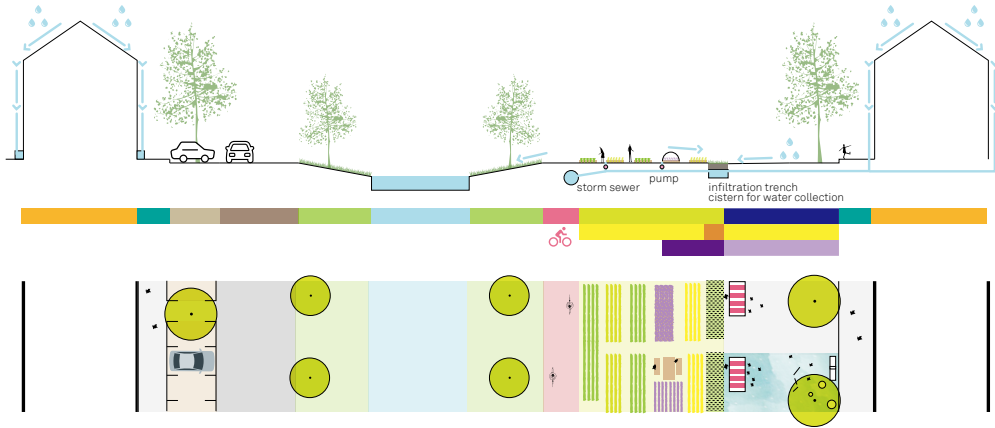 storm sewer
pump
infiltration trench
cistern for water collection